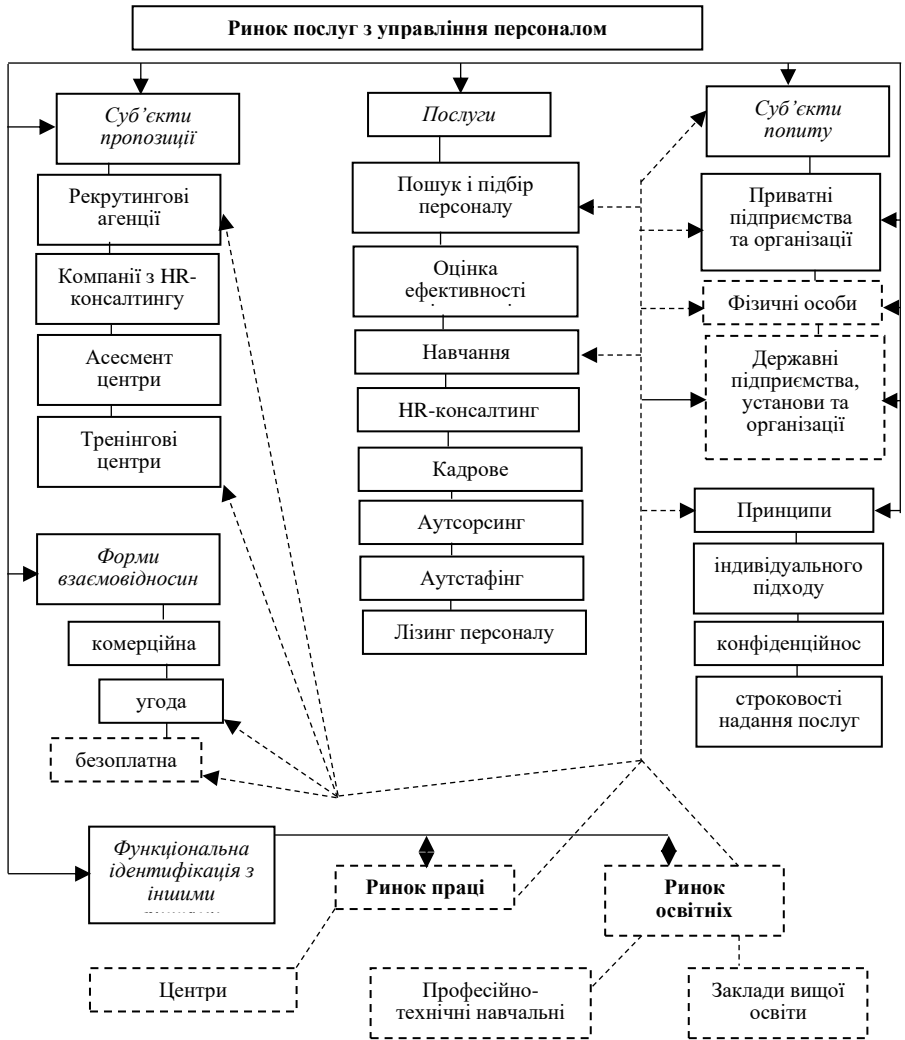 Ринок послуг з управління персоналом
Суб’єкти
пропозиції
Рекрутингові
агенції
Компанії з HR-
консалтингу
Асесмент
центри
Тренінгові
центри
Форми
взаємовідносин
комерційна
угода
безоплатна
Послуги
Пошук і підбір
персоналу
Оцінка
ефективності
Навчання
HR-консалтинг
Кадрове
Аутсорсинг
Аутстафінг
Лізинг персоналу
Суб’єкти
попиту
Приватні
підприємства
та організації
Фізичні особи
Державні
підприємства,
установи та
організації
Принципи
індивідуального
підходу
конфіденційнос
строковості
надання послуг
Функціональна
ідентифікація з
іншими
Ринок праці
Ринок
освітніх
Центри
Професійно-
технічні навчальні
Заклади вищої
освіти